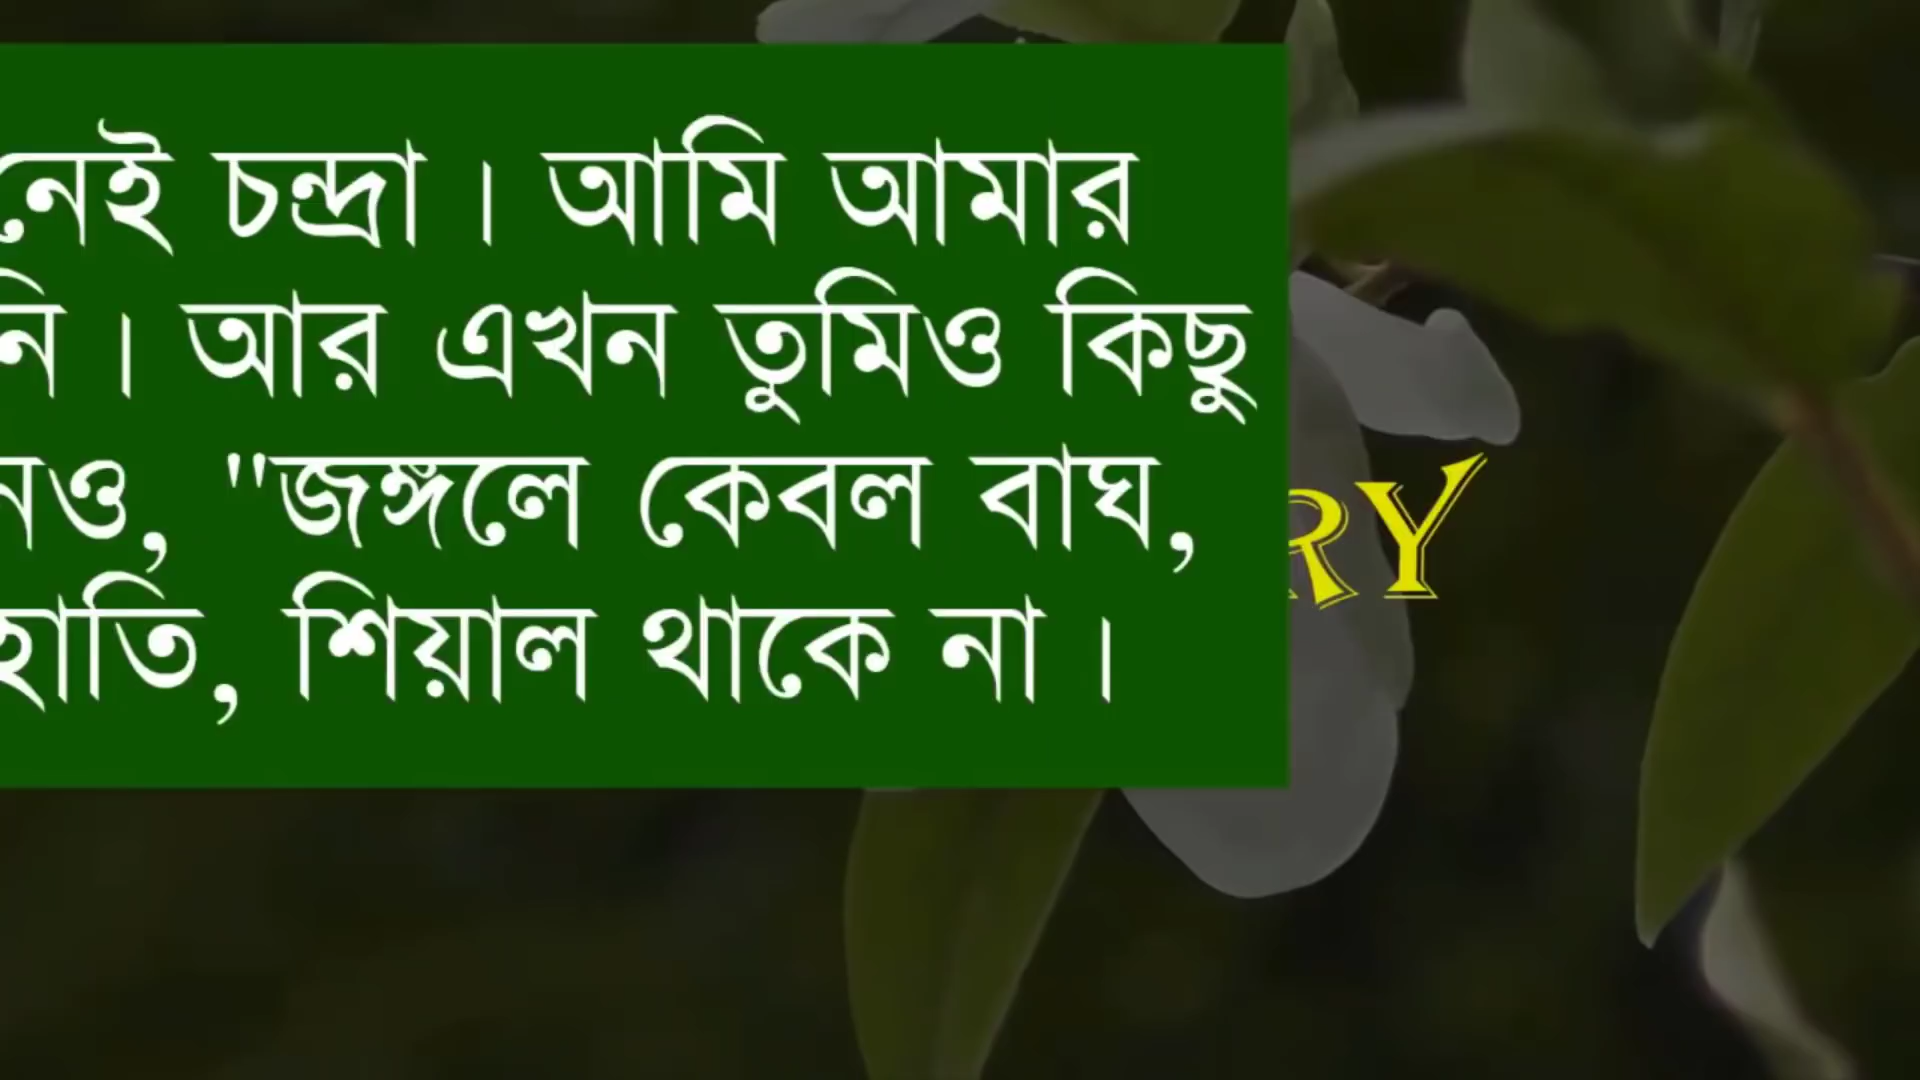 নেই চন্দ্রা । আমি আমার
নি । আর এখন তুমিও কিছু
নও, "জঙ্গলে কেবল বাঘ,
হাতি, শিয়াল থাকে না ।
RY